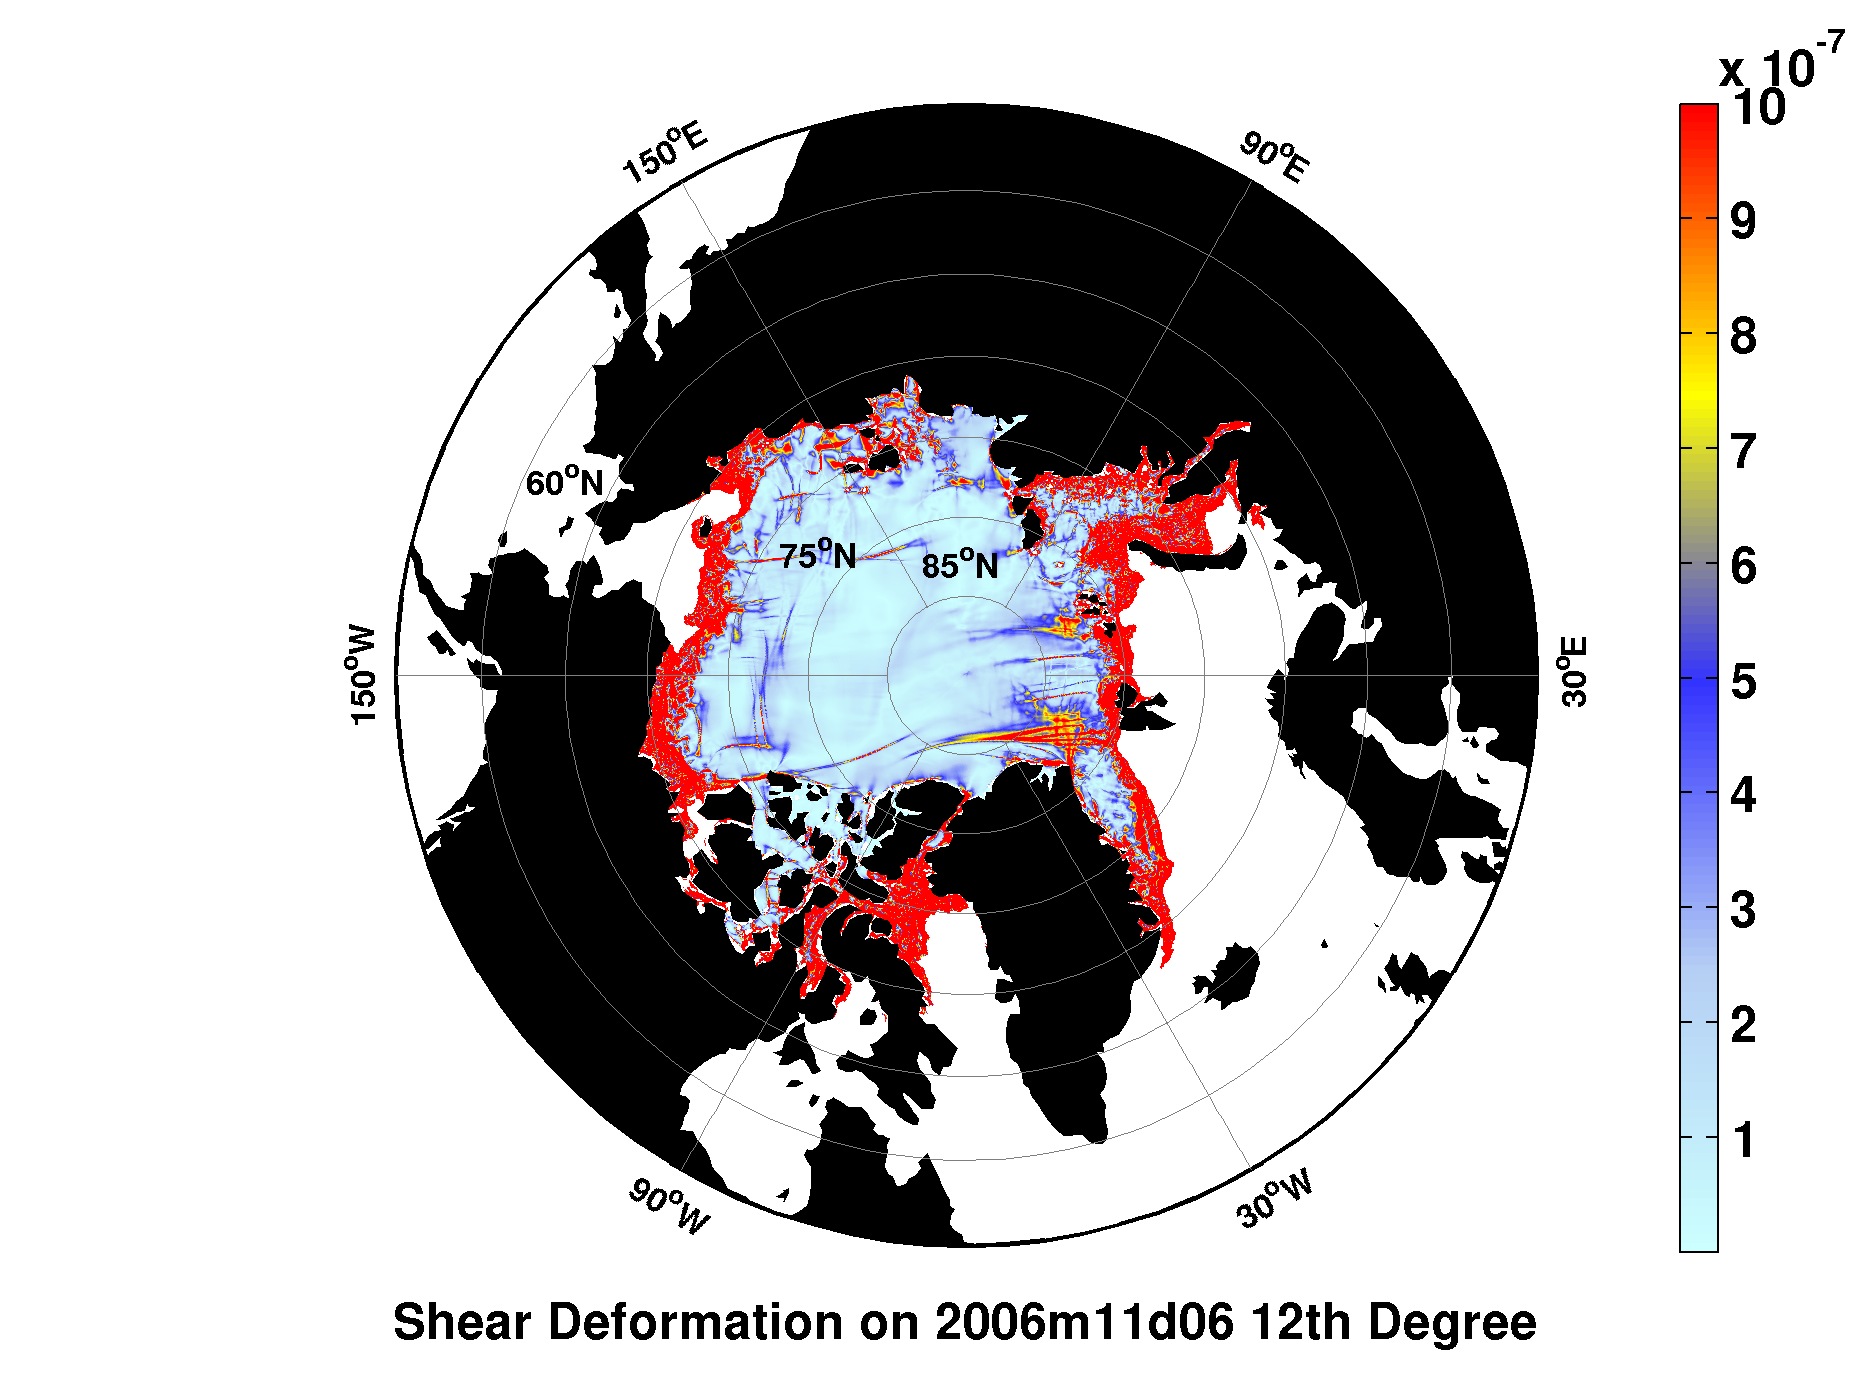 x 10-7
10
9
8
7
6
5
4
3
2
1
150oE
90oE
60oN
75oN
85oN
150oW
30oE
90oW
30oW
Shear Deformation on 2006m11d06 12th Degree